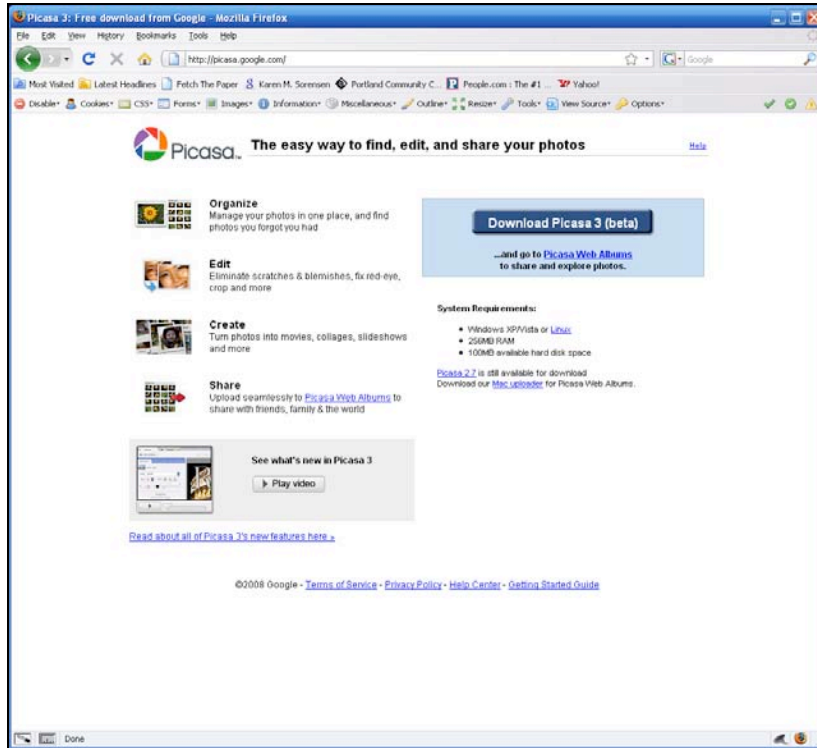 Picasa 3: Free download from Google - Mozilla Firefox
File Edit View History Bookmarks Tools Help
http://picasa.google.com/
Google
Most Visited Latest Headlines Fetch The Paper Karen M. Sorensen Portland Community C... People.com : The #1 ... Yahoo!
Disable Cookies CSS Forms Images Information Miscellaneous Outline Resize Tools View Source Options
Picasa™ The easy way to find, edit, and share your photos Help
Organize
Manage your photos in one place, and find
photos you forgot you had
Edit
Eliminate scratches & blemishes, fix red-eye,
crop and more
Create
Turn photos into movies, collages, slideshows
and more
Share
Upload seamlessly to Picasa Web Albums to
share with friends, family & the world
Download Picasa 3 (beta)
...and go to Picasa Web Albums
to share and explore photos.
System Requirements:
Windows XP/Vista or Linux
256MB RAM
100MB available hard disk space
Picasa 2.7 is still available for download
Download our Mac uploader for Picasa Web Albums.
See what's new in Picasa 3
Play video
Read about all of Picasa 3's new features here »
©2008 Google - Terms of Service - Privacy Policy - Help Center - Getting Started Guide
Done